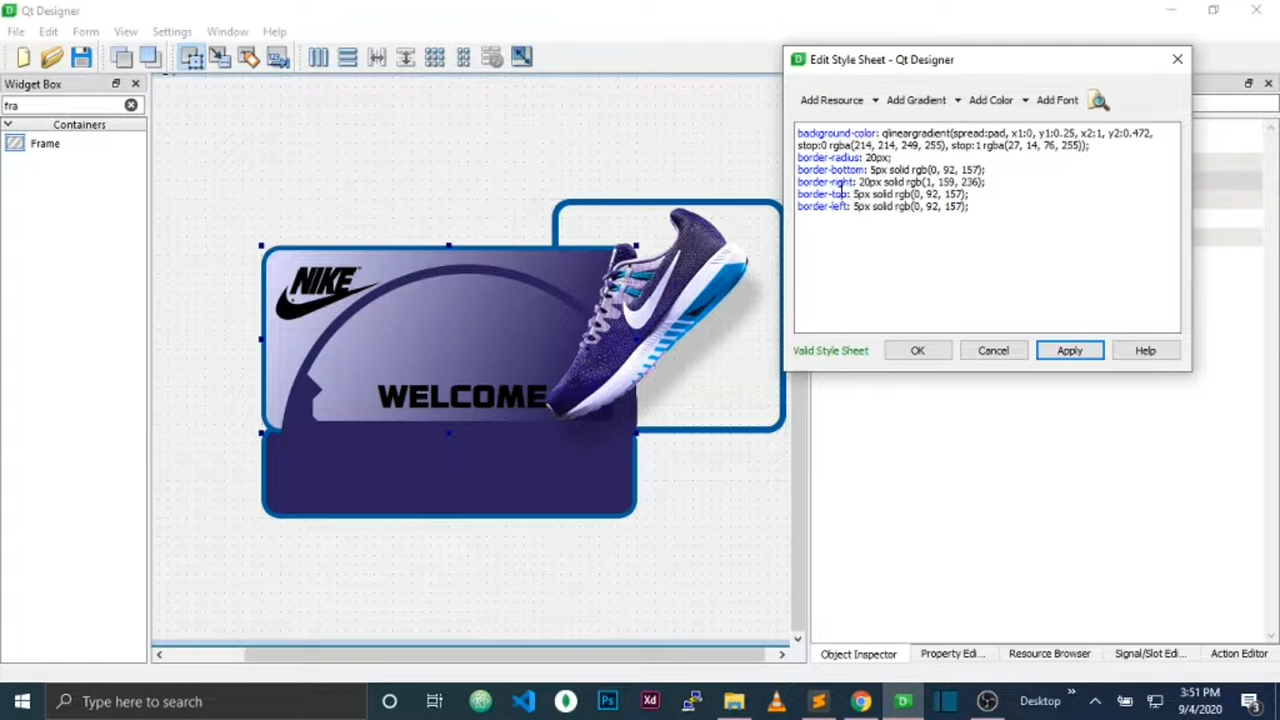 Qt Designer
File Edit Form View Settings Window Help
Widget Box
fra
Containers
Frame
NIKE
WELCOME
Edit Style Sheet - Qt Designer
Add Resource Add Gradient Add Color Add Font
background-color: qlineargradient(spread:pad, x1:0, y1:0.25, x2:1, y2:0.472,
stop:0 rgba(214, 214, 249, 255), stop:1 rgba(27, 14, 76, 255));
border-radius: 20px;
border-bottom: 5px solid rgb(0, 92, 157);
border-right: 20px solid rgb(1, 159, 236);
border-top: 5px solid rgb(0, 92, 157);
border-left: 5px solid rgb(0, 92, 157);
Valid Style Sheet OK Cancel Apply Help
Object Inspector Property Edi... Resource Browser Signal/Slot Edi... Action Editor
Type here to search
Ps Xd
Desktop
3:51 PM
9/4/2020
3